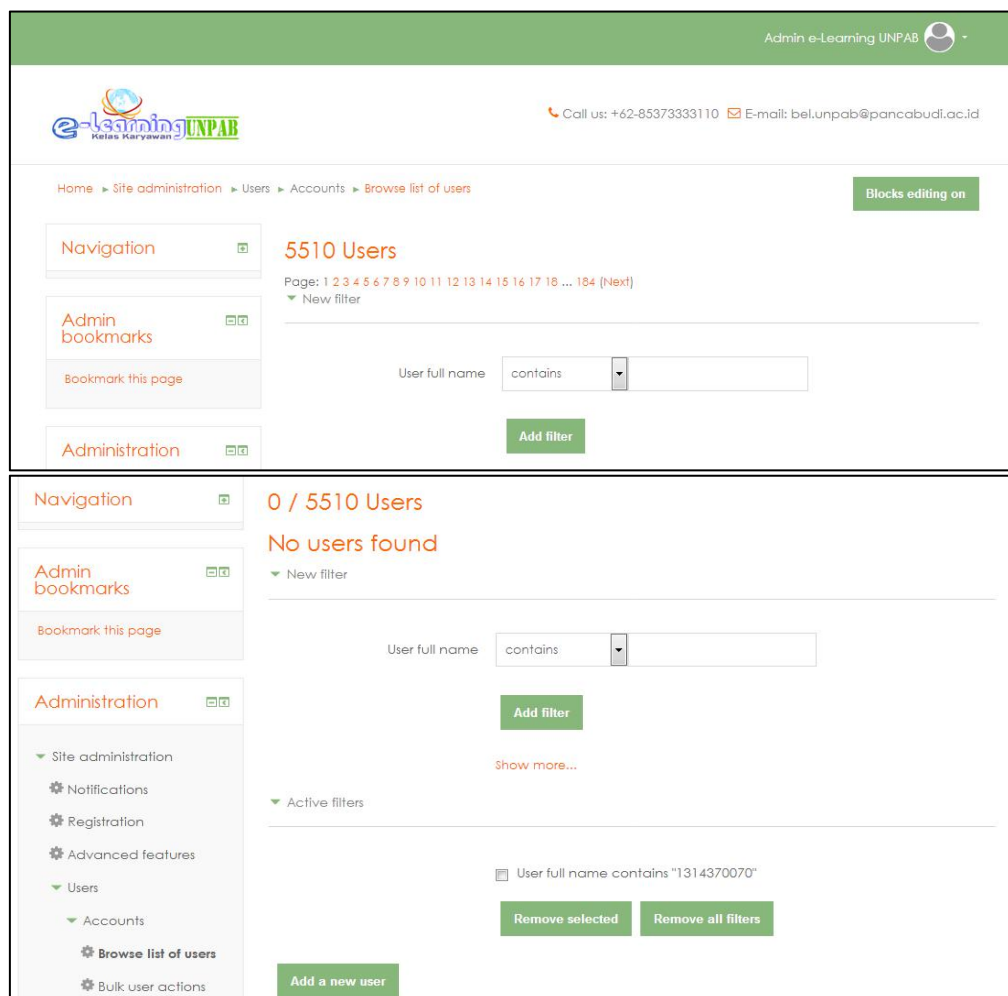 Admin e-Learning UNPAB
e-Learning UNPAB
Kelas Karyawan
Call us: +62-85373333110 E-mail: bel.unpab@pancabudi.ac.id
Home ▸ Site administration ▸ Users ▸ Accounts ▸ Browse list of users
Blocks editing on
Navigation
Admin bookmarks
Bookmark this page
Administration
5510 Users
Page: 1 2 3 4 5 6 7 8 9 10 11 12 13 14 15 16 17 18 ... 184 (Next)
New filter
User full name contains
Add filter
Navigation
Admin
bookmarks
Bookmark this page
Administration
Site administration
Notifications
Registration
Advanced features
Users
Accounts
Browse list of users
Bulk user actions
0 / 5510 Users
No users found
New filter
User full name contains
Add filter
Show more...
Active filters
User full name contains "1314370070"
Remove selected Remove all filters
Add a new user